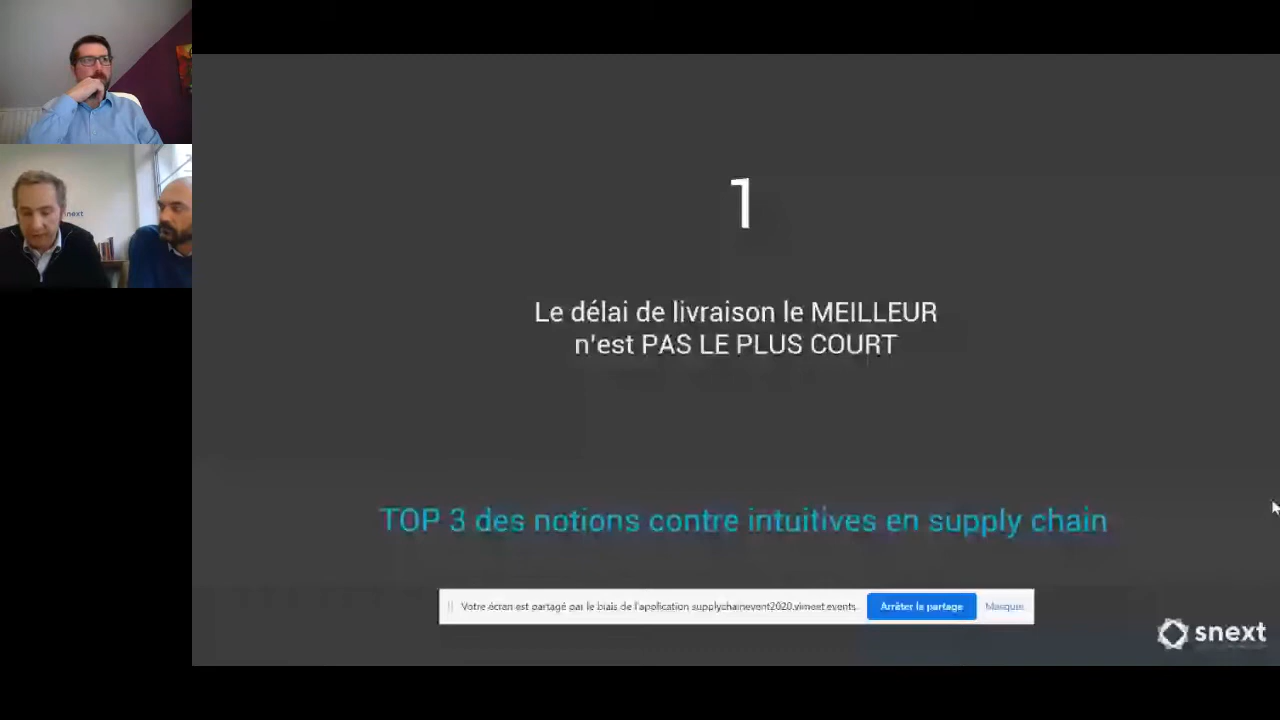 inext
1
Le délai de livraison le MEILLEUR
n'est PAS LE PLUS COURT
TOP 3 des notions contre intuitives en supply chain
Votre écran est partagé par le biais de l'application supplychainevent2020.vimeet.events.
Arrêter le partage
Masquer
snext